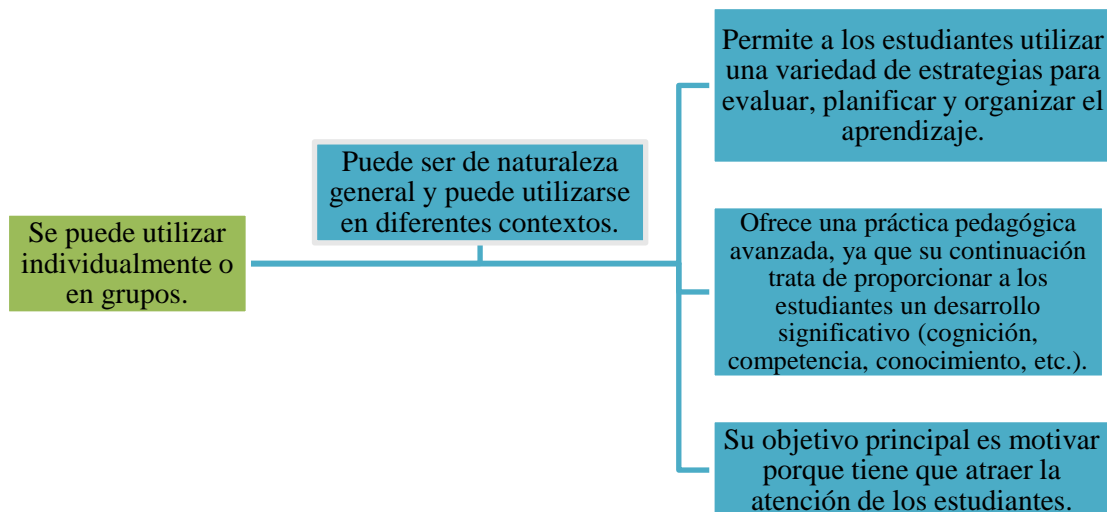 Se puede utilizar
individualmente o
en grupos.
Puede ser de naturaleza
general y puede utilizarse
en diferentes contextos.
Permite a los estudiantes utilizar
una variedad de estrategias para
evaluar, planificar y organizar el
aprendizaje.
Ofrece una práctica pedagógica
avanzada, ya que su continuación
trata de proporcionar a los
estudiantes un desarrollo
significativo (cognición,
competencia, conocimiento, etc.).
Su objetivo principal es motivar
porque tiene que atraer la
atención de los estudiantes.